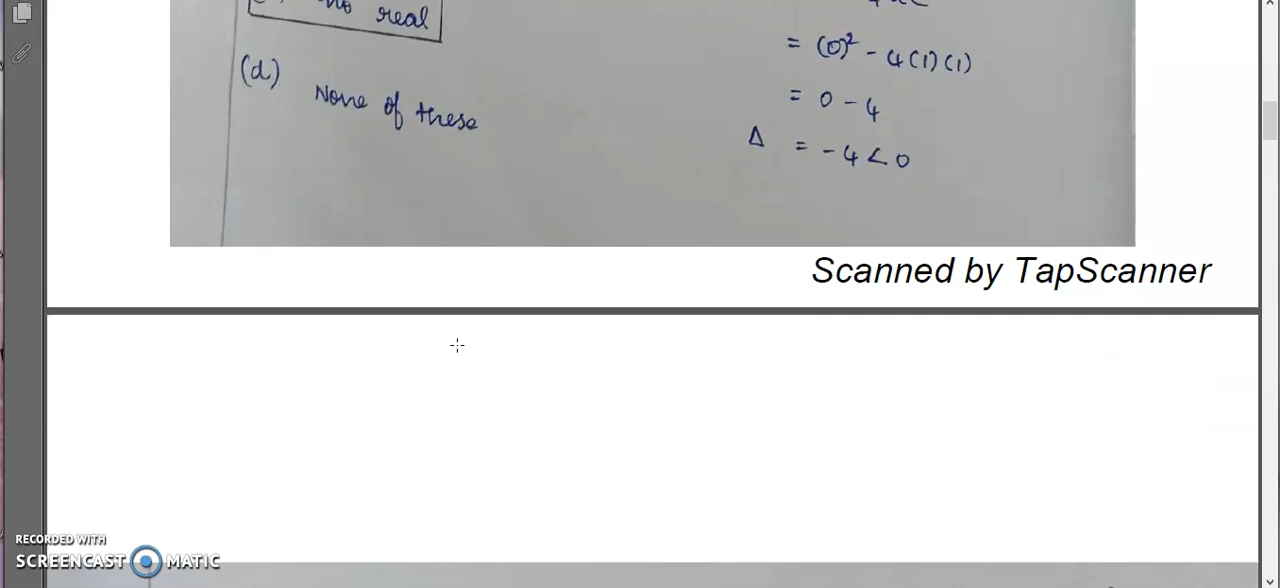 no real
(d) None of these
= (0)² - 4(1)(1)
= 0 - 4
Δ = -4 < 0
Scanned by TapScanner
RECORDED WITH
SCREENCAST MATIC